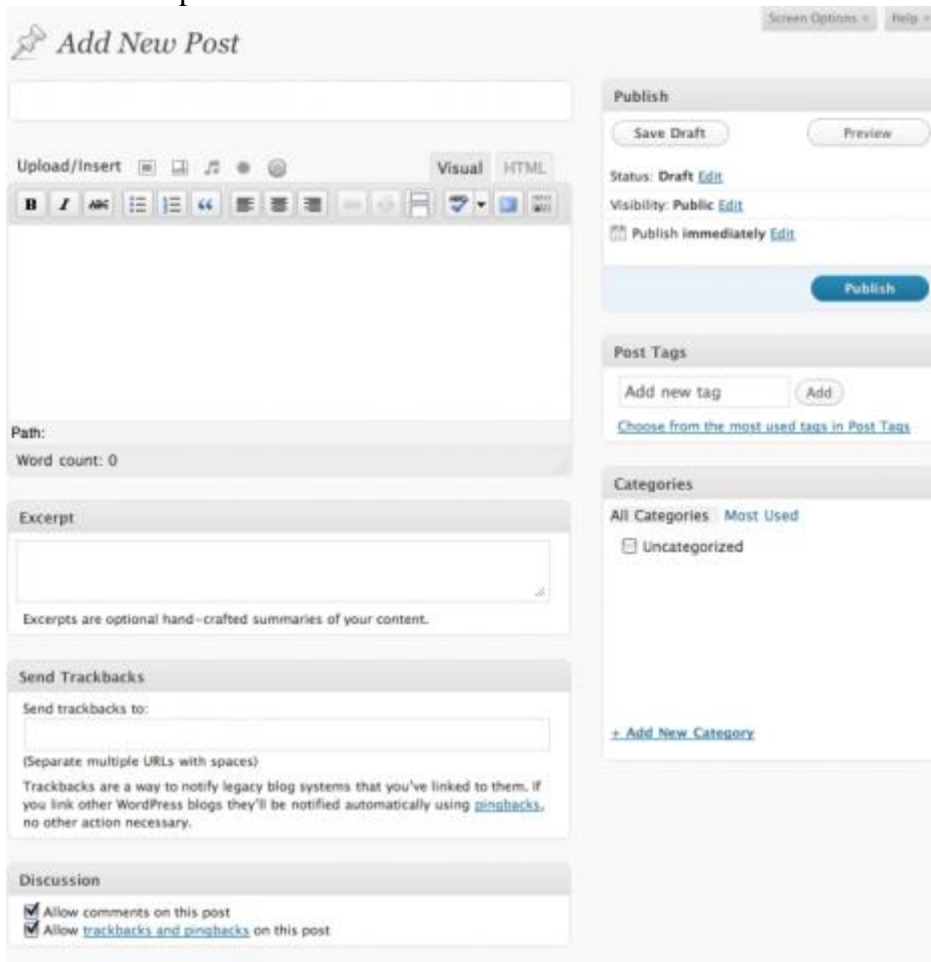 Screen Options Help
Add New Post
Upload/Insert Visual HTML
B I ABC
Path:
Word count: 0
Excerpt
Excerpts are optional hand-crafted summaries of your content.
Send Trackbacks
Send trackbacks to:
(Separate multiple URLs with spaces)
Trackbacks are a way to notify legacy blog systems that you've linked to them. If
you link other WordPress blogs they'll be notified automatically using pingbacks,
no other action necessary.
Discussion
Allow comments on this post
Allow trackbacks and pingbacks on this post
Publish
Save Draft Preview
Status: Draft Edit
Visibility: Public Edit
Publish immediately Edit
Publish
Post Tags
Add new tag Add
Choose from the most used tags in Post Tags
Categories
All Categories Most Used
Uncategorized
+ Add New Category